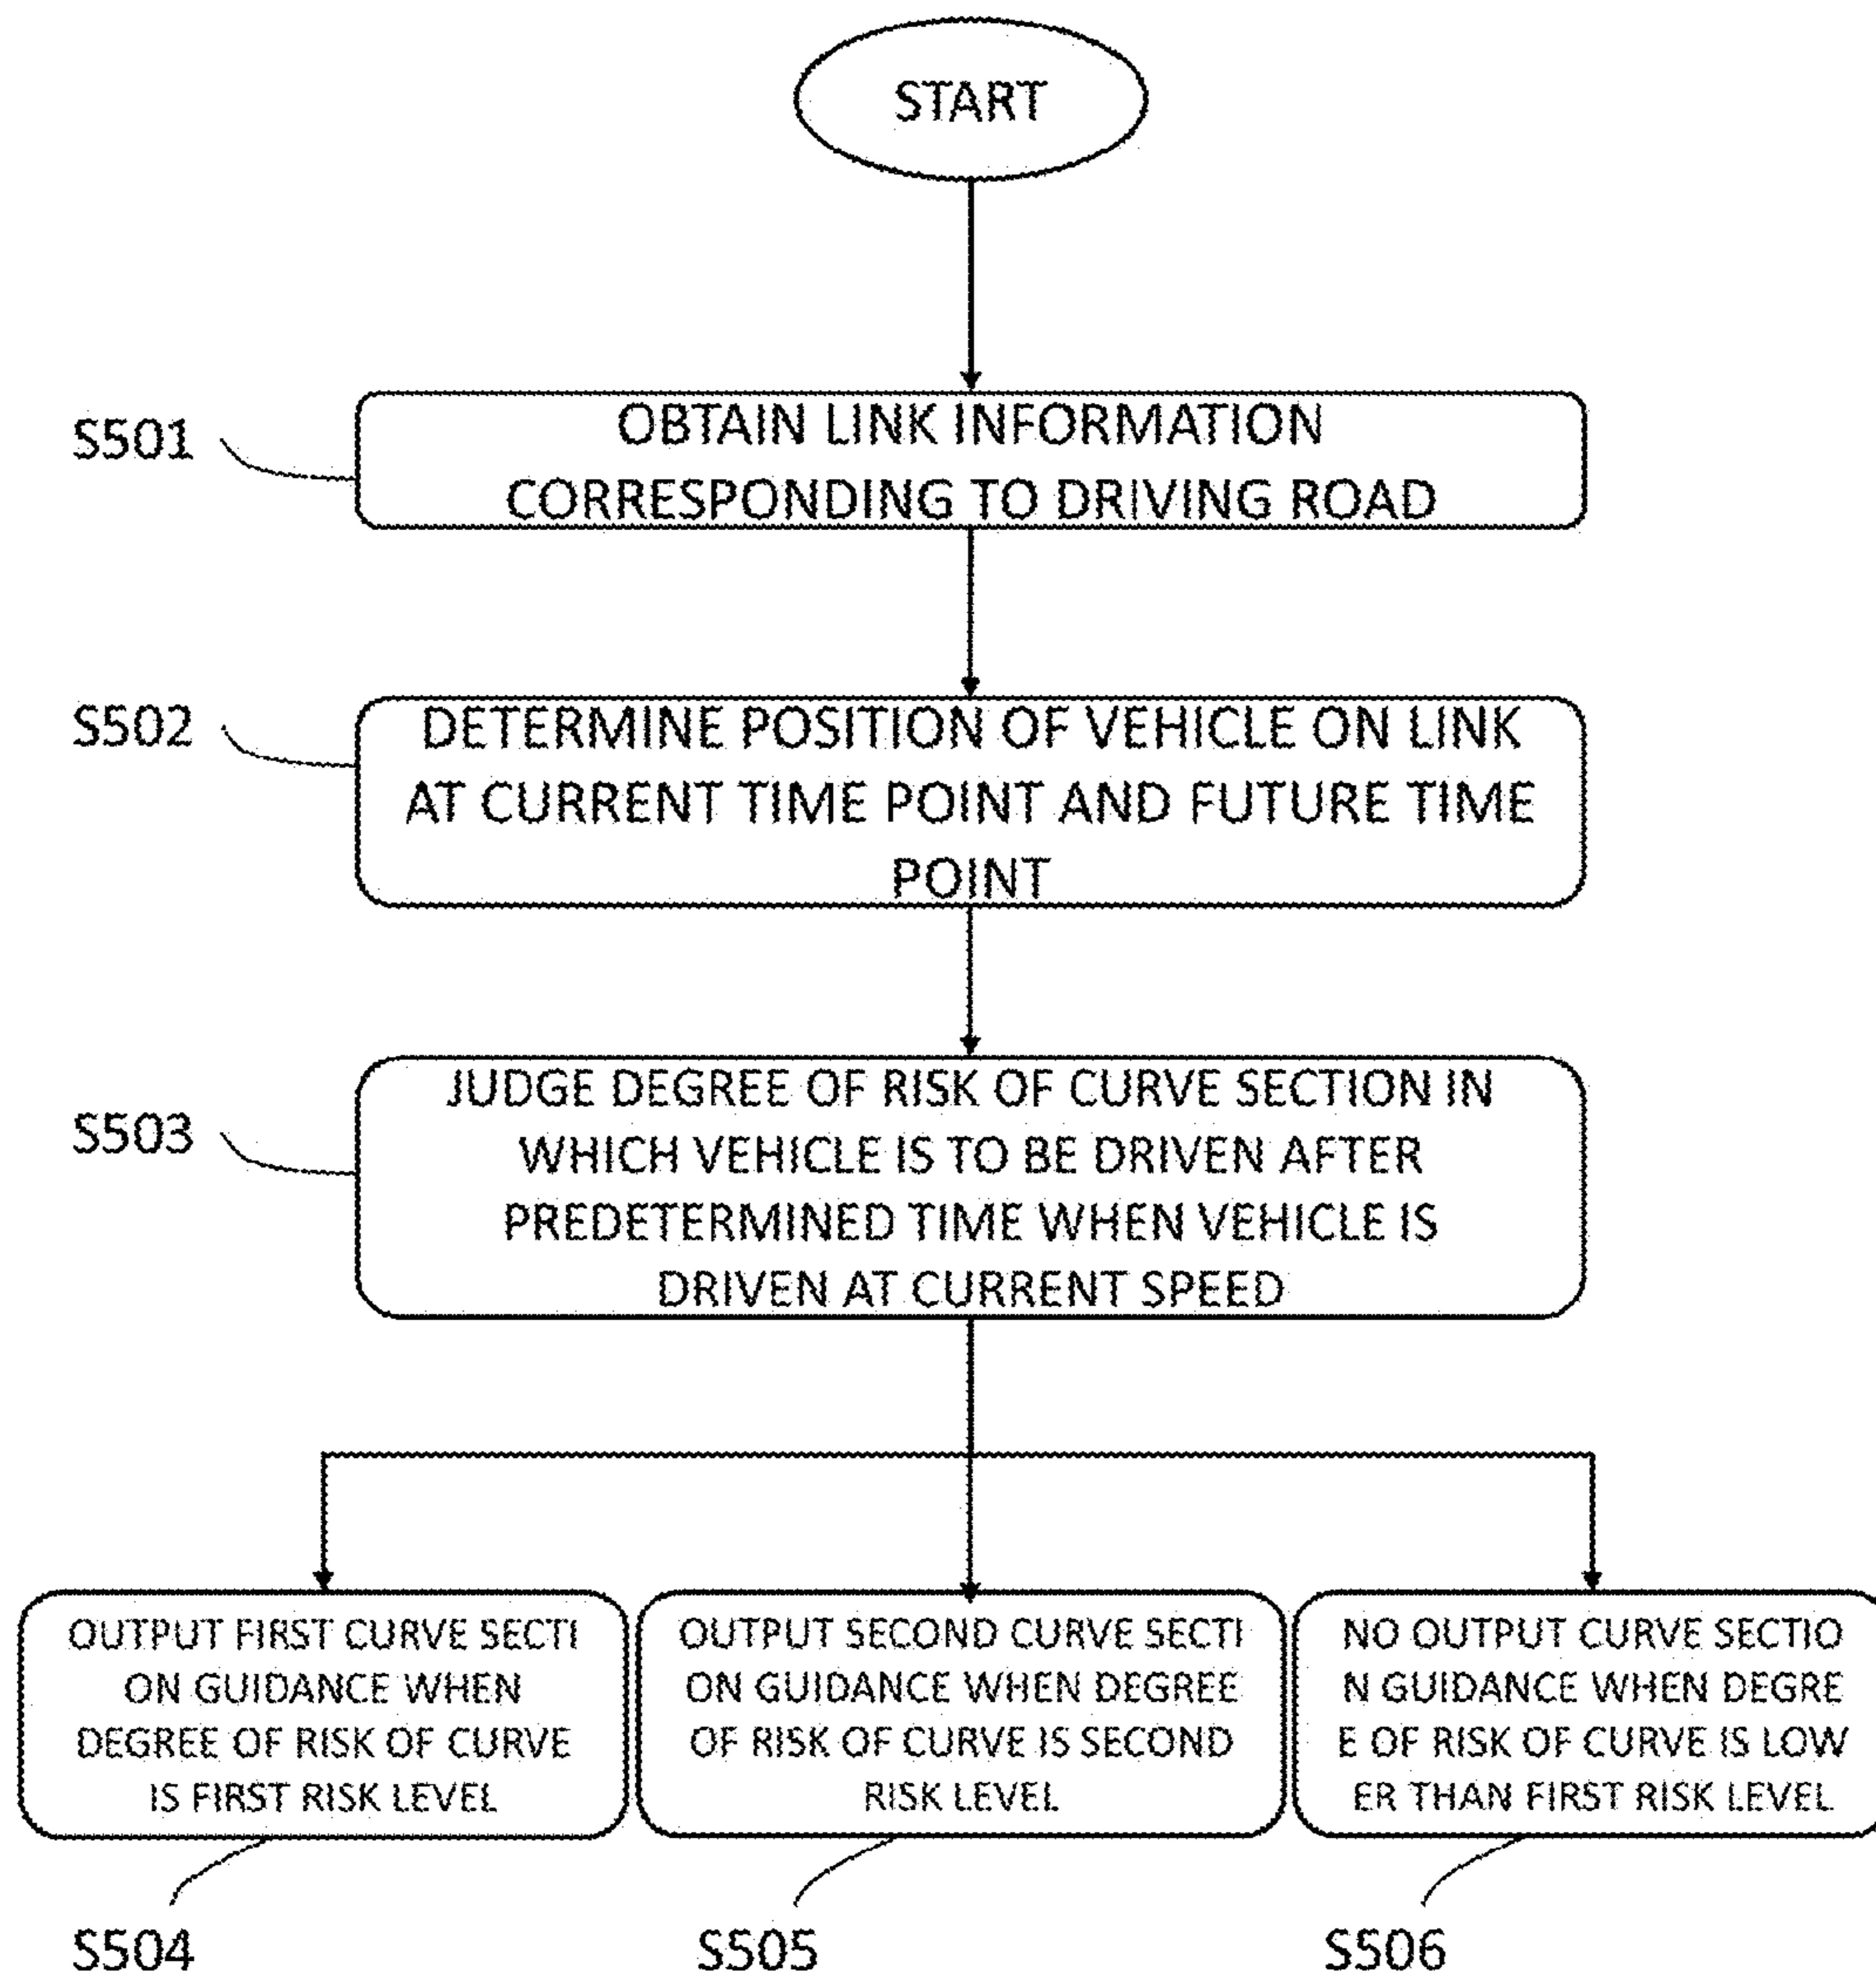 START
S501
OBTAIN LINK INFORMATION
CORRESPONDING TO DRIVING ROAD
S502
DETERMINE POSITION OF VEHICLE ON LINK
AT CURRENT TIME POINT AND FUTURE TIME
POINT
S503
JUDGE DEGREE OF RISK OF CURVE SECTION IN
WHICH VEHICLE IS TO BE DRIVEN AFTER
PREDETERMINED TIME WHEN VEHICLE IS
DRIVEN AT CURRENT SPEED
OUTPUT FIRST CURVE SECTI
ON GUIDANCE WHEN
DEGREE OF RISK OF CURVE
IS FIRST RISK LEVEL
OUTPUT SECOND CURVE SECTI
ON GUIDANCE WHEN DEGREE
OF RISK OF CURVE IS SECOND
RISK LEVEL
NO OUTPUT CURVE SECTIO
N GUIDANCE WHEN DEGRE
E OF RISK OF CURVE IS LOW
ER THAN FIRST RISK LEVEL
S504
S505
S506